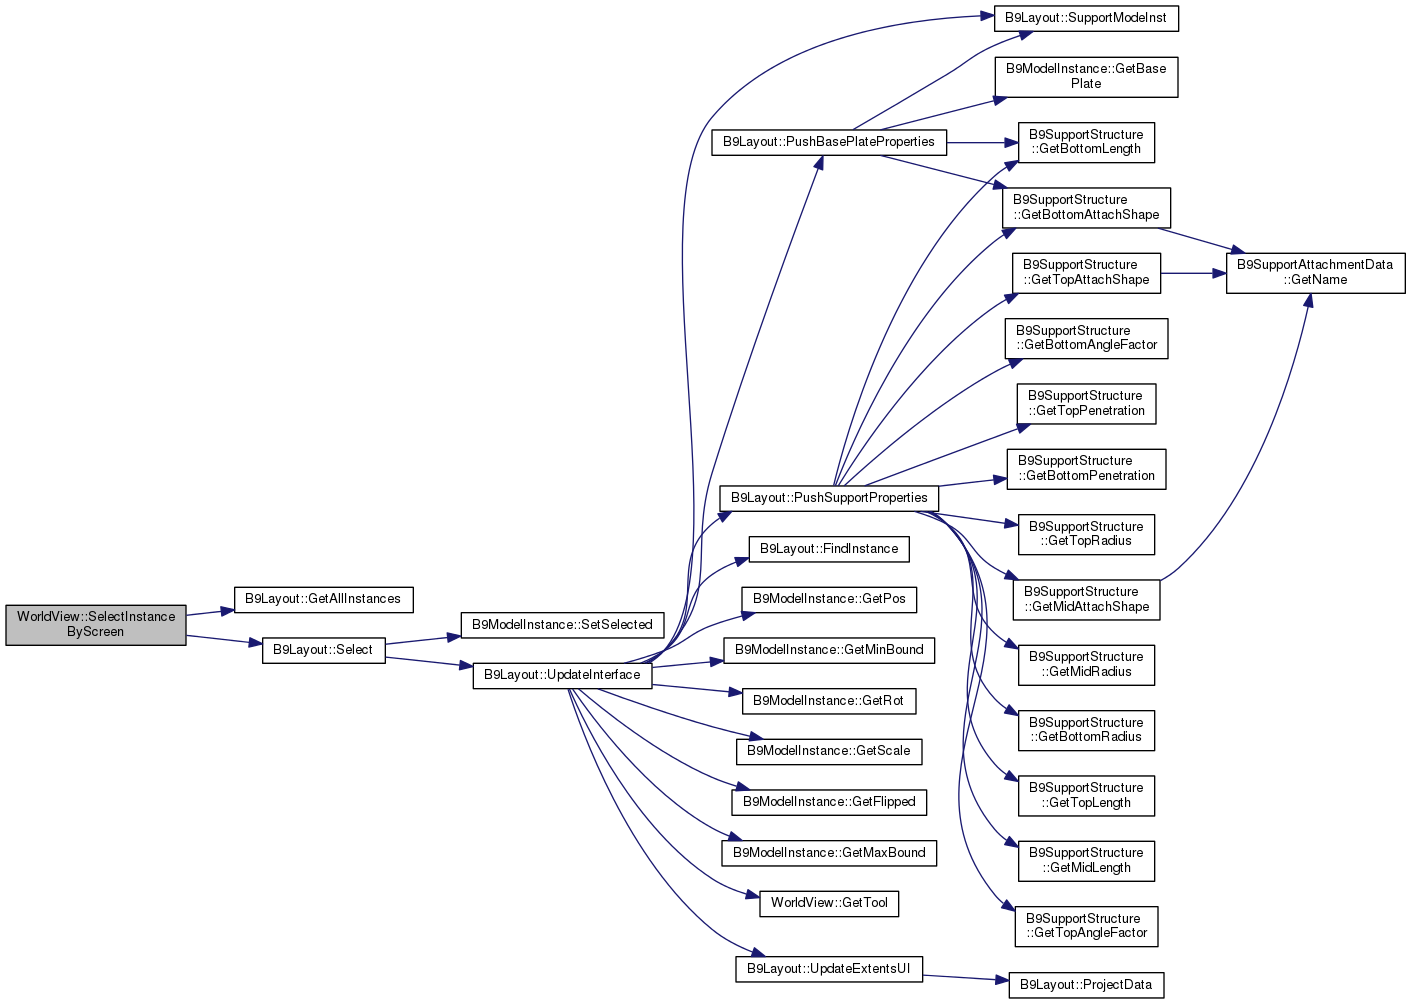 WorldView::SelectInstance
ByScreen
B9Layout::GetAllInstances
B9Layout::Select
B9ModelInstance::SetSelected
B9Layout::UpdateInterface
B9Layout::PushBasePlateProperties
B9Layout::PushSupportProperties
B9Layout::FindInstance
B9ModelInstance::GetPos
B9ModelInstance::GetMinBound
B9ModelInstance::GetRot
B9ModelInstance::GetScale
B9ModelInstance::GetFlipped
B9ModelInstance::GetMaxBound
WorldView::GetTool
B9Layout::UpdateExtentsUI
B9Layout::SupportModeInst
B9ModelInstance::GetBase
Plate
B9SupportStructure
::GetBottomLength
B9SupportStructure
::GetBottomAttachShape
B9SupportStructure
::GetTopAttachShape
B9SupportStructure
::GetBottomAngleFactor
B9SupportStructure
::GetTopPenetration
B9SupportStructure
::GetBottomPenetration
B9SupportStructure
::GetTopRadius
B9SupportStructure
::GetMidAttachShape
B9SupportStructure
::GetMidRadius
B9SupportStructure
::GetBottomRadius
B9SupportStructure
::GetTopLength
B9SupportStructure
::GetMidLength
B9SupportStructure
::GetTopAngleFactor
B9Layout::ProjectData
B9SupportAttachmentData
::GetName